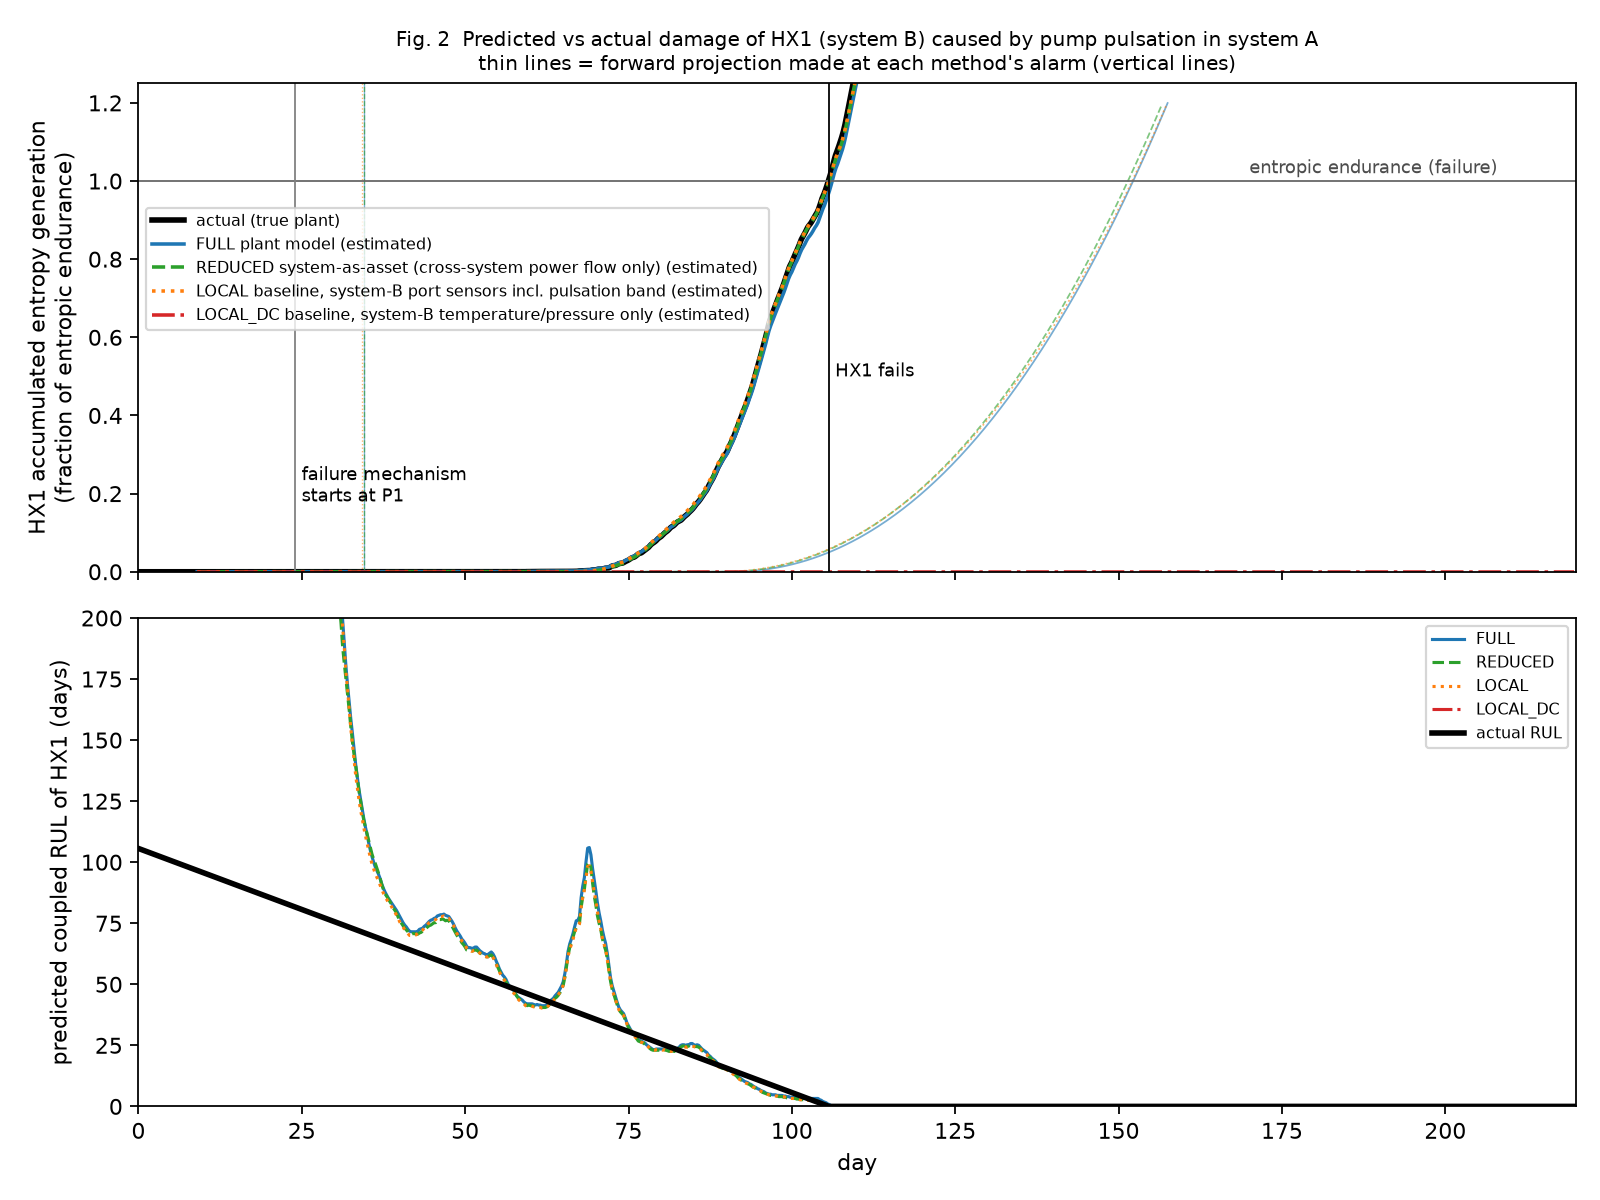 Fig. 2  Predicted vs actual damage of HX1 (system B) caused by pump pulsation in system A
thin lines = forward projection made at each method's alarm (vertical lines)
HX1 accumulated entropy generation
(fraction of entropic endurance)
1.2
1.0
0.8
0.6
0.4
0.2
0.0
entropic endurance (failure)
actual (true plant)
FULL plant model (estimated)
REDUCED system-as-asset (cross-system power flow only) (estimated)
LOCAL baseline, system-B port sensors incl. pulsation band (estimated)
LOCAL_DC baseline, system-B temperature/pressure only (estimated)
HX1 fails
failure mechanism
starts at P1
predicted coupled RUL of HX1 (days)
200
175
150
125
100
75
50
25
0
FULL
REDUCED
LOCAL
LOCAL_DC
actual RUL
0 25 50 75 100 125 150 175 200
day